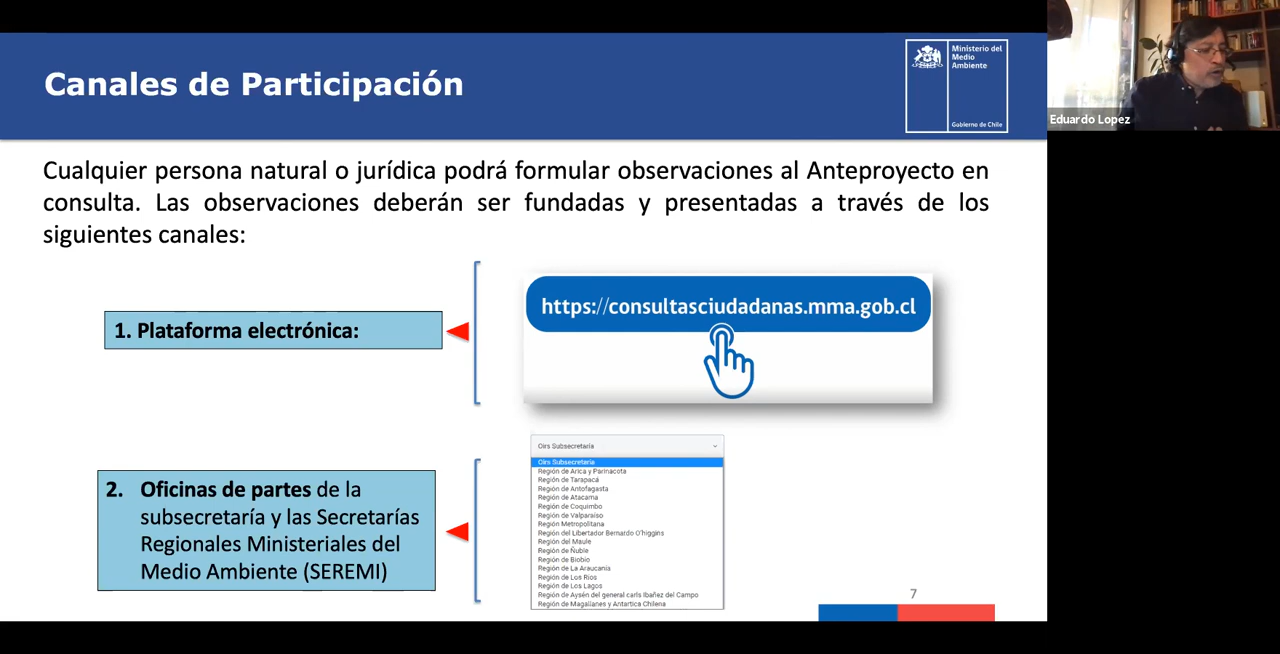 Canales de Participación
Ministerio del
Medio
Ambiente
Gobierno de Chile
Eduardo Lopez
Cualquier persona natural o jurídica podrá formular observaciones al Anteproyecto en
consulta. Las observaciones deberán ser fundadas y presentadas a través de los
siguientes canales:
1. Plataforma electrónica:
https://consultasciudadanas.mma.gob.cl
2. Oficinas de partes de la
subsecretaría y las Secretarías
Regionales Ministeriales del
Medio Ambiente (SEREMI)
Oirs Subsecretaría
Oirs Subsecretaría
Región de Arica y Parinacota
Región de Tarapacá
Región de Antofagasta
Región de Atacama
Región de Coquimbo
Región de Valparaíso
Región Metropolitana
Región del Libertador Bernardo O'higgins
Región del Maule
Región de Ñuble
Región de Biobío
Región de La Araucanía
Región de Los Ríos
Región de Los Lagos
Región de Aysén del general carls Ibañez del Campo
Región de Magallanes y Antartica Chilena
7